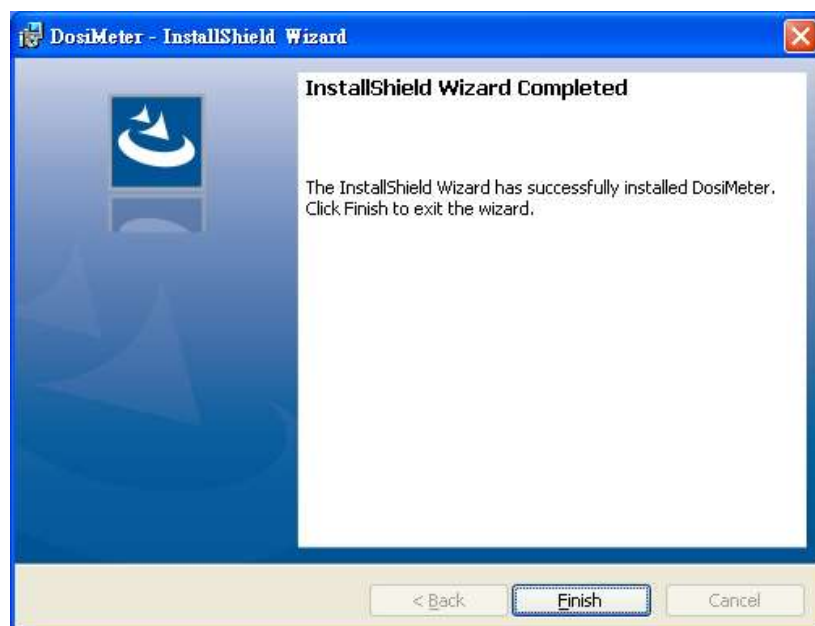 DosiMeter - InstallShield Wizard
InstallShield Wizard Completed
The InstallShield Wizard has successfully installed DosiMeter.
Click Finish to exit the wizard.
< Back
Finish
Cancel